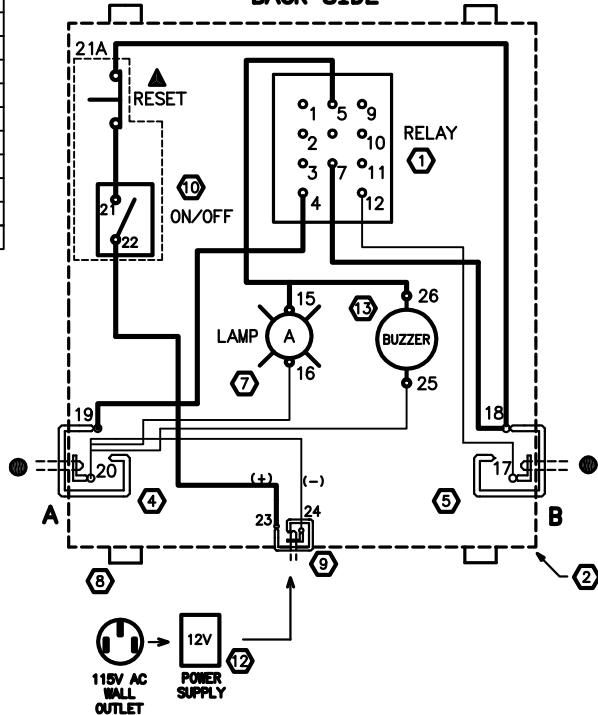 BACK SIDE
21A
RESET
1
5
9
2
10
3
7
11
4
12
RELAY
1
10
ON/OFF
21
22
15
LAMP
A
16
7
13
26
BUZZER
25
19
20
4
A
18
17
5
B
(+)
(-)
23
24
8
9
2
12V
12
115V AC
WALL
OUTLET
POWER
SUPPLY